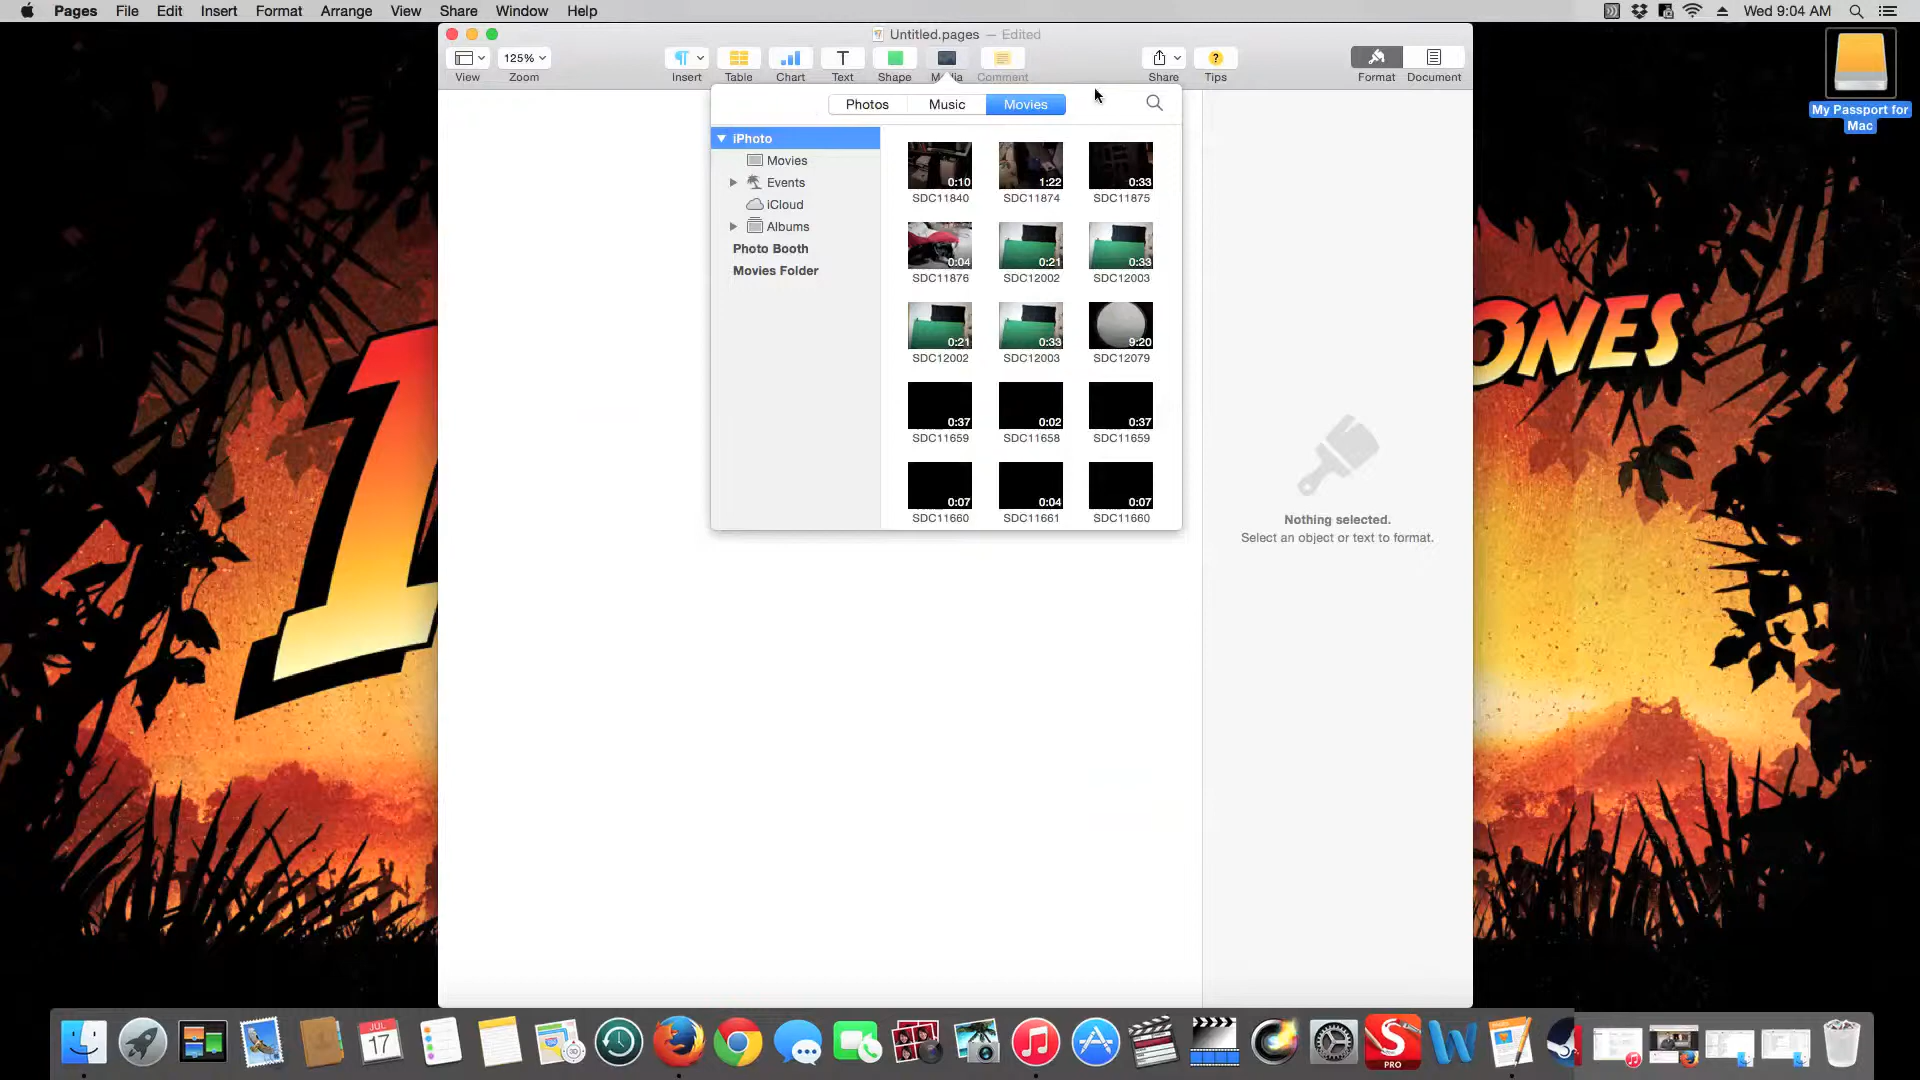 Pages File Edit Insert Format Arrange View Share Window Help
Wed 9:04 AM
Untitled.pages — Edited
125%
View Zoom Insert Table Chart Text Shape Media Comment Share Tips Format Document
My Passport for
Mac
Photos Music Movies
iPhoto
Movies
Events
iCloud
Albums
Photo Booth
Movies Folder
0:10 1:22 0:33
SDC11840 SDC11874 SDC11875
0:04 0:21 0:33
SDC11876 SDC12002 SDC12003
0:21 0:33 9:20
SDC12002 SDC12003 SDC12079
0:37 0:02 0:37
SDC11659 SDC11658 SDC11659
0:07 0:04 0:07
SDC11660 SDC11661 SDC11660
ONES
Nothing selected.
Select an object or text to format.
JUL
17
PRO